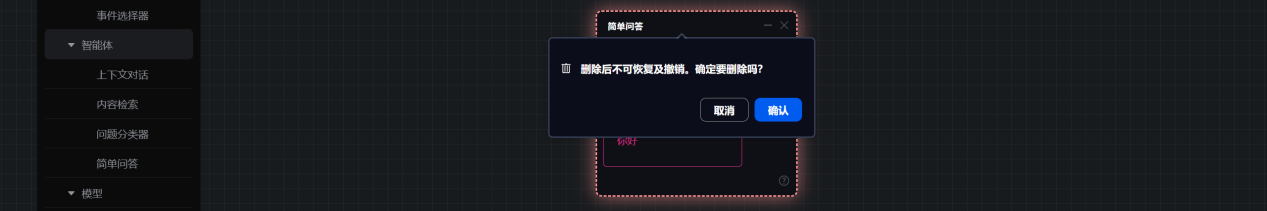 事件选择器
智能体
上下文对话
内容检索
问题分类器
简单问答
模型
简单问答
删除后不可恢复及撤销。确定要删除吗?
取消
确认
你好